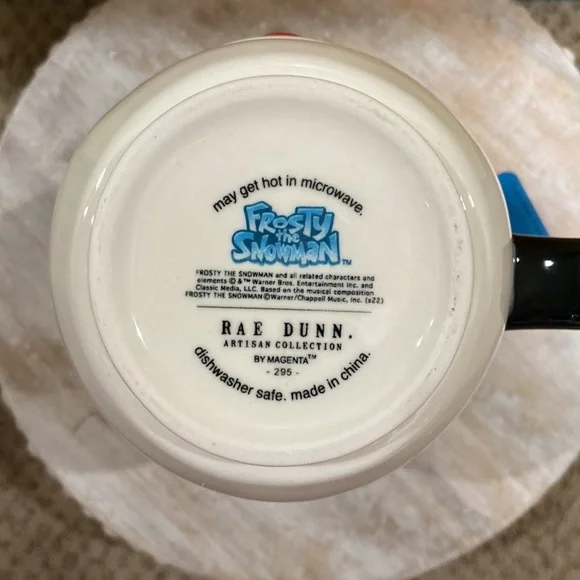 may get hot in microwave.
FROSTY
THE
SNOWMAN™
FROSTY THE SNOWMAN and all related characters and
elements © & ™ Warner Bros. Entertainment Inc. and
Classic Media, LLC. Based on the musical composition
FROSTY THE SNOWMAN ©Warner/Chappell Music, Inc. (s22)
RAE DUNN.
ARTISAN COLLECTION
BY MAGENTA™
- 295 -
dishwasher safe. made in china.